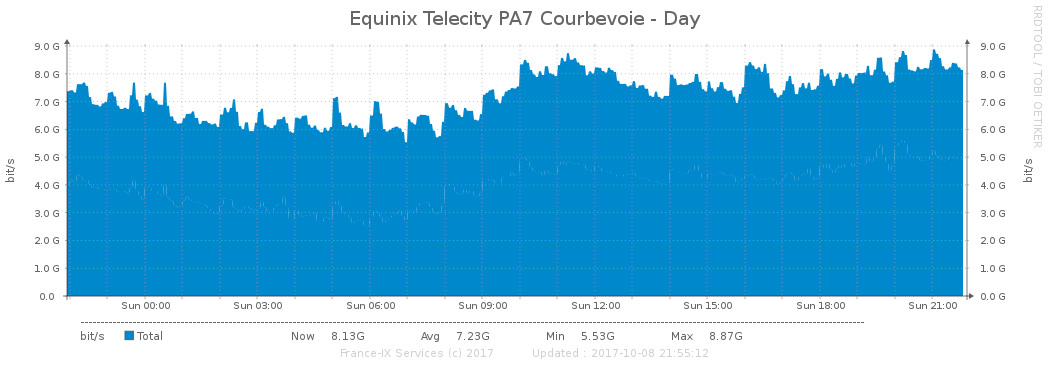 Equinix Telecity PA7 Courbevoie - Day
RRDTOOL / TOBI OETIKER
bit/s
bit/s
9.0 G 9.0 G
8.0 G 8.0 G
7.0 G 7.0 G
6.0 G 6.0 G
5.0 G 5.0 G
4.0 G 4.0 G
3.0 G 3.0 G
2.0 G 2.0 G
1.0 G 1.0 G
0.0 0.0 G
Sun 00:00 Sun 03:00 Sun 06:00 Sun 09:00 Sun 12:00 Sun 15:00 Sun 18:00 Sun 21:00
bit/s Total Now 8.13G Avg 7.23G Min 5.53G Max 8.87G
France-IX Services (c) 2017 Updated : 2017-10-08 21:55:12